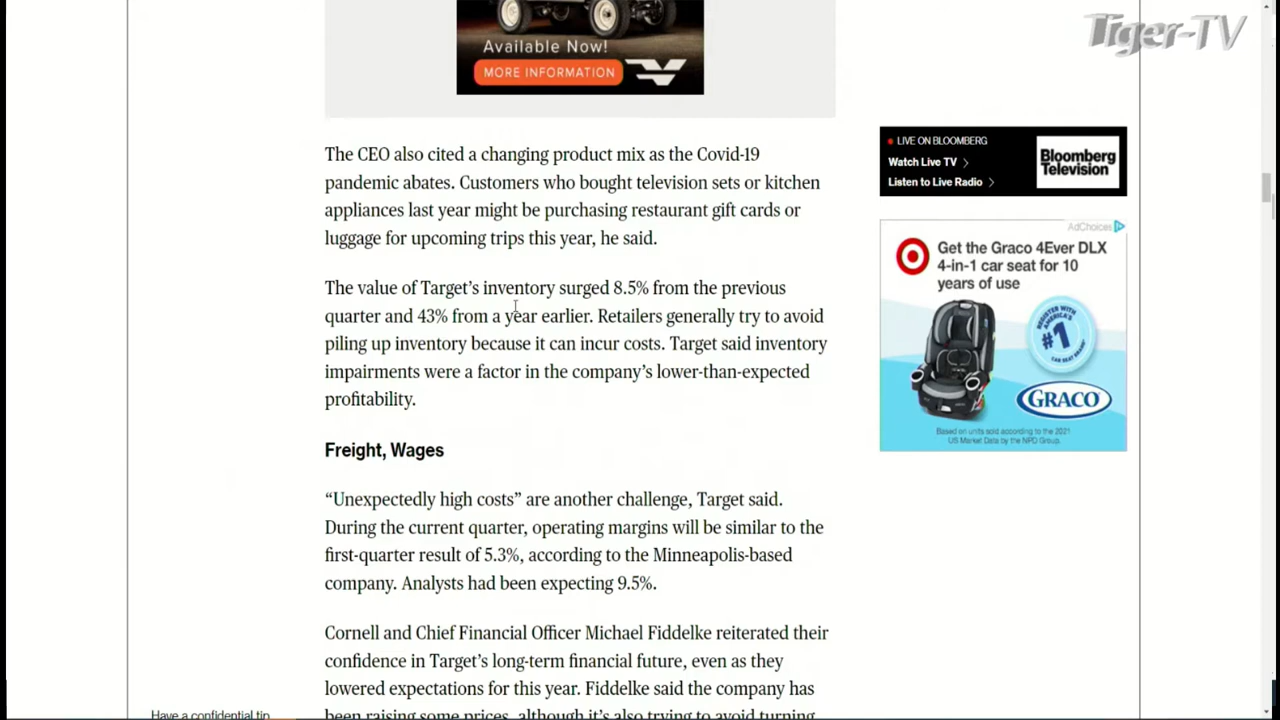 Tiger-TV
Available Now!
MORE INFORMATION
The CEO also cited a changing product mix as the Covid-19
pandemic abates. Customers who bought television sets or kitchen
appliances last year might be purchasing restaurant gift cards or
luggage for upcoming trips this year, he said.
The value of Target’s inventory surged 8.5% from the previous
quarter and 43% from a year earlier. Retailers generally try to avoid
piling up inventory because it can incur costs. Target said inventory
impairments were a factor in the company’s lower-than-expected
profitability.
Freight, Wages
“Unexpectedly high costs” are another challenge, Target said.
During the current quarter, operating margins will be similar to the
first-quarter result of 5.3%, according to the Minneapolis-based
company. Analysts had been expecting 9.5%.
Cornell and Chief Financial Officer Michael Fiddelke reiterated their
confidence in Target’s long-term financial future, even as they
lowered expectations for this year. Fiddelke said the company has
been raising some prices, although it’s also trying to avoid turning
Have a confidential tip
LIVE ON BLOOMBERG
Watch Live TV
Listen to Live Radio
Bloomberg
Television
AdChoices
Get the Graco 4Ever DLX
4-in-1 car seat for 10
years of use
REGISTER WITH
AMERICA'S
#1
CAR SEAT BRAND
GRACO
Based on units sold according to the 2021
US Market Data by the NPD Group.